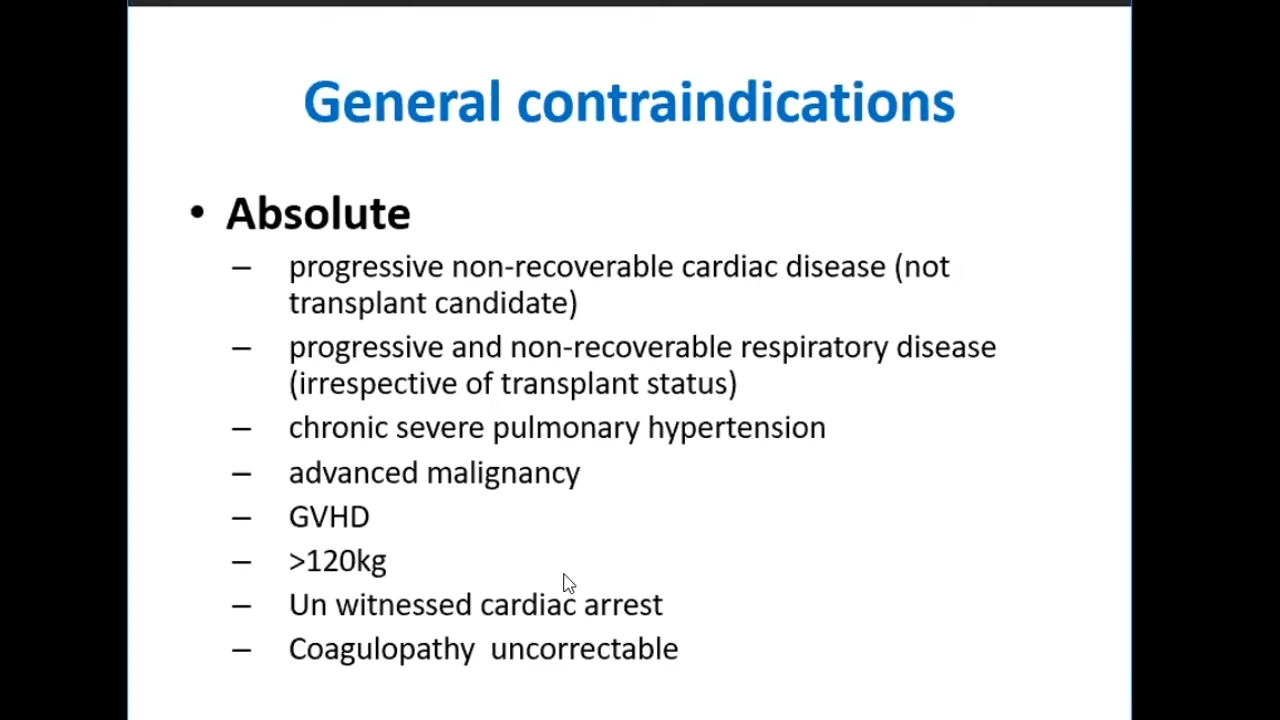 General contraindications
• Absolute
– progressive non-recoverable cardiac disease (not
transplant candidate)
– progressive and non-recoverable respiratory disease
(irrespective of transplant status)
– chronic severe pulmonary hypertension
– advanced malignancy
– GVHD
– >120kg
– Un witnessed cardiac arrest
– Coagulopathy  uncorrectable